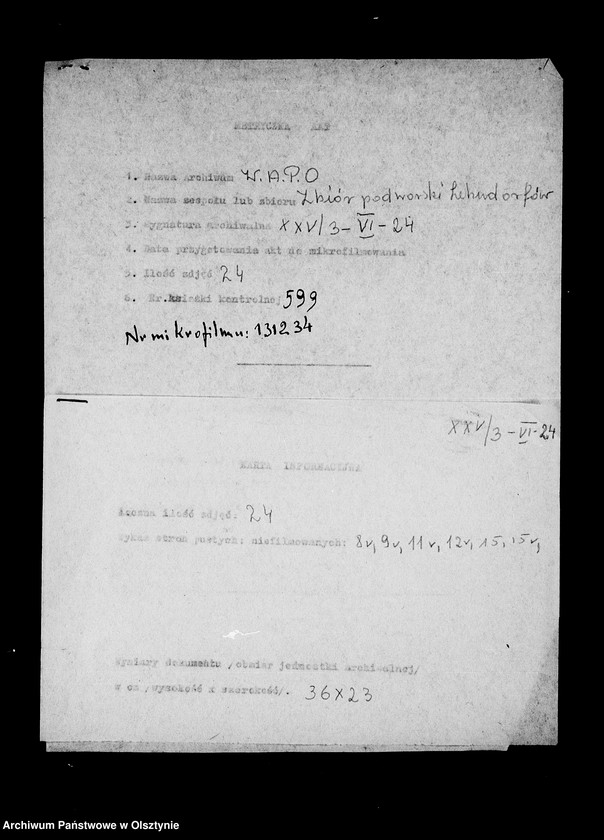 METRYCZKA AKT
1. Nazwa archiwum W.A.P.O
2. Nazwa zespołu lub zbioru Zbiór podworski Lehndorfów
3. Sygnatura archiwalna XXV/3-VI-24
4. Data przygotowania akt do mikrofilmowania
5. Ilość zdjęć 24
6. Nr.książki kontrolnej 599
Nr mikrofilmu: 131234
XXV/3-VI-24
KARTA INFORMACYJNA
Łączna ilość zdjęć: 24
Wykaz stron pustych: niefilmowanych: 8v, 9v, 11v, 12v, 15, 15v,
Wymiary dokumentu /obmiar jednostki archiwalnej/
w cm /wysokość x szerokość/. 36x23
Archiwum Państwowe w Olsztynie